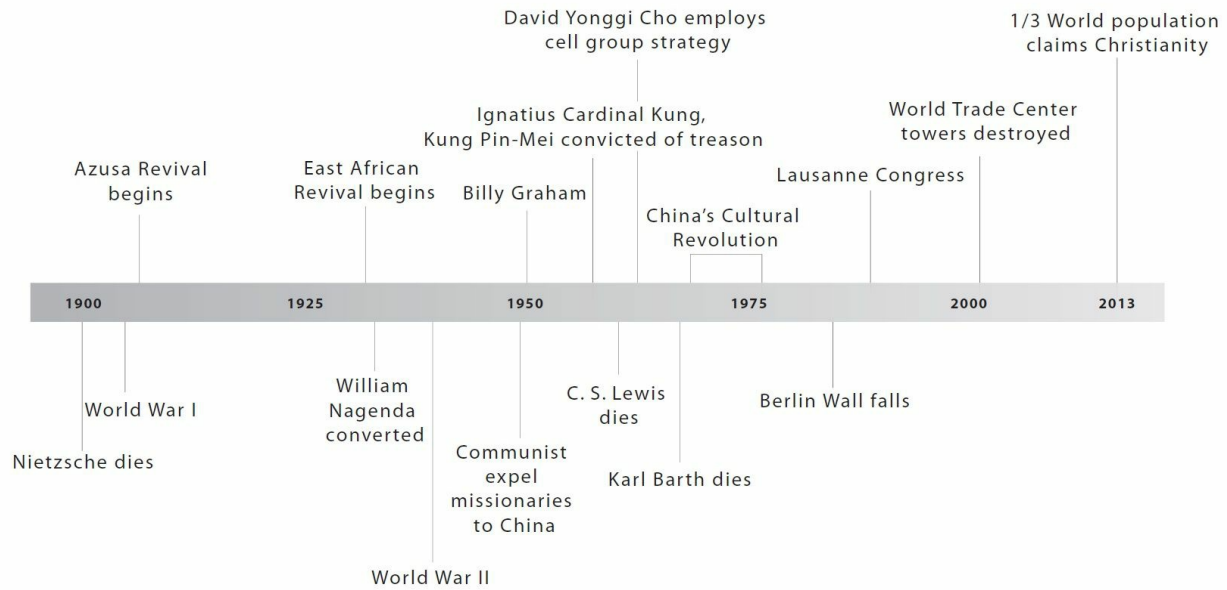 David Yonggi Cho employs
cell group strategy
1/3 World population
claims Christianity
Ignatius Cardinal Kung,
Kung Pin-Mei convicted of treason
World Trade Center
towers destroyed
Azusa Revival
begins
East African
Revival begins
Billy Graham
Lausanne Congress
China’s Cultural
Revolution
1900
1925
1950
1975
2000
2013
World War I
Nietzsche dies
William
Nagenda
converted
World War II
Communist
expel
missionaries
to China
C. S. Lewis
dies
Karl Barth dies
Berlin Wall falls